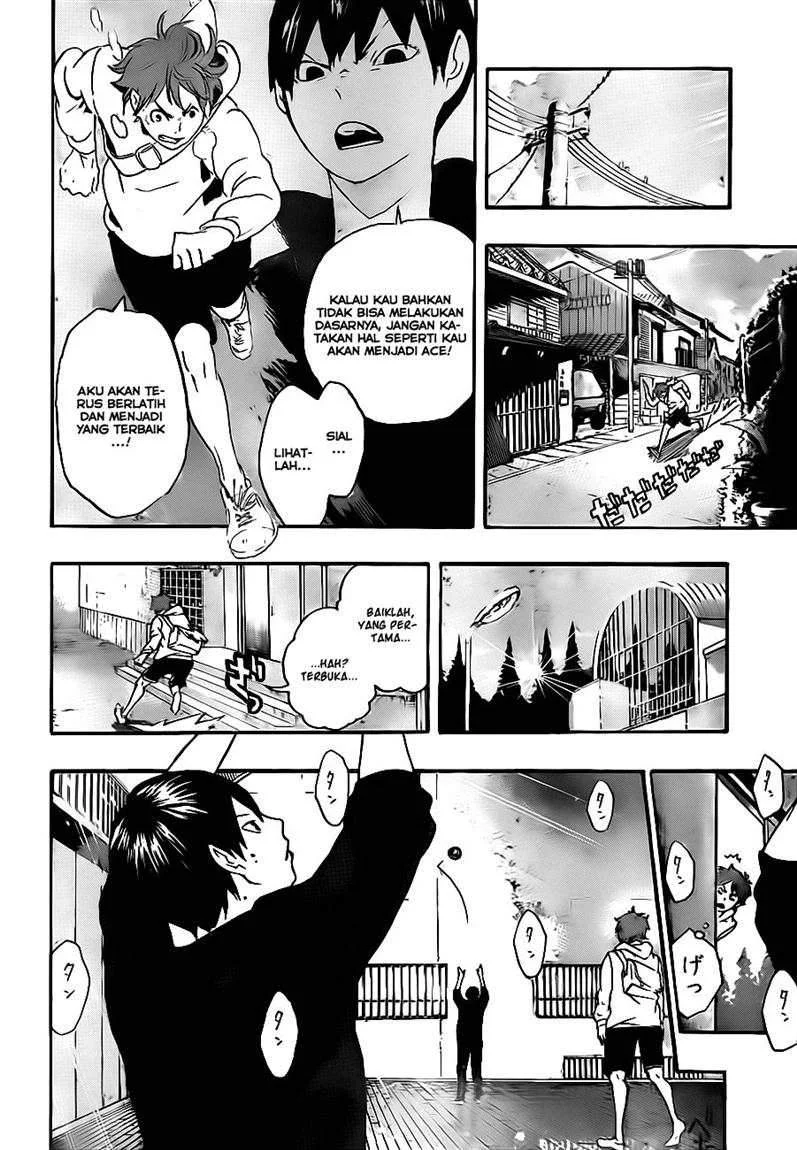 だだだだだだ
KALAU KAU BAHKAN
TIDAK BISA MELAKUKAN
DASARNYA, JANGAN KA-
TAKAN HAL SEPERTI KAU
AKAN MENJADI ACE!
SIAL
...
LIHAT-
LAH...
AKU AKAN TE-
RUS BERLATIH
DAN MENJADI
YANG TERBAIK
...!
BAIKLAH,
YANG PER-
TAMA...
...HAH?
TERBUKA...
タン
タン
げっ
タン
タン
タン
タン
タン
タン